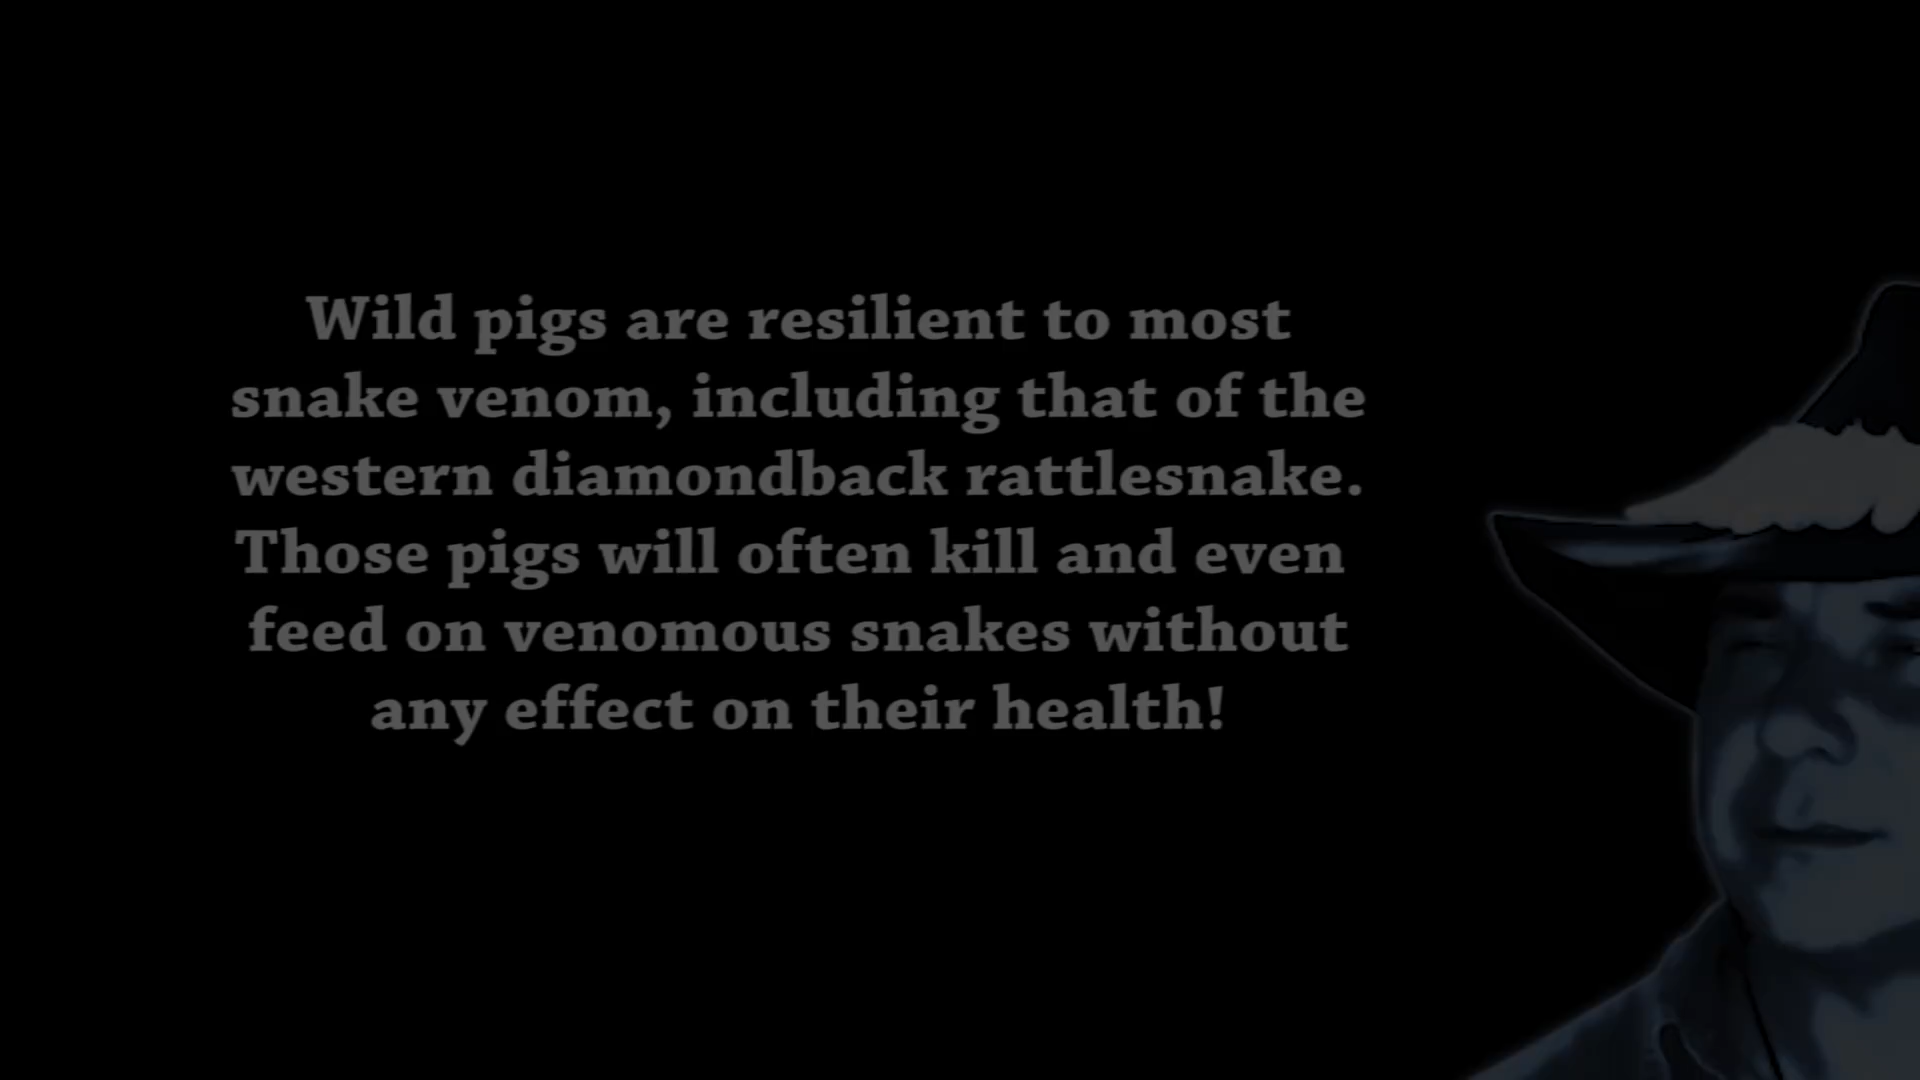 Wild pigs are resilient to most
snake venom, including that of the
western diamondback rattlesnake.
Those pigs will often kill and even
feed on venomous snakes without
any effect on their health!